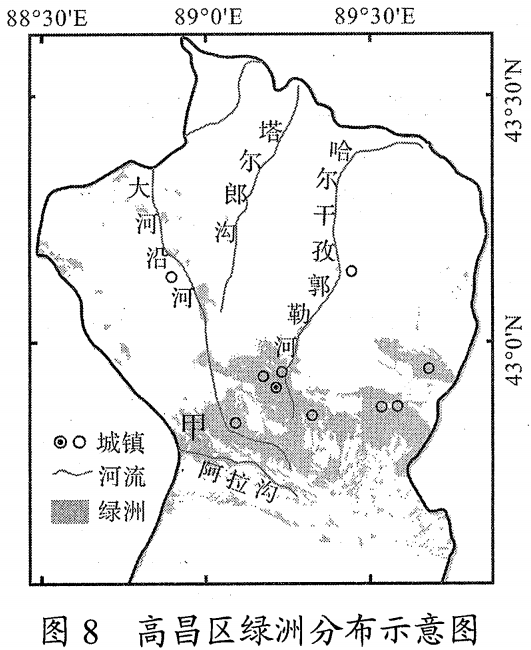 88°30′E 89°0′E 89°30′E
43°30′N
43°0′N
塔尔郎沟
哈尔干孜郭勒河
大河沿河
甲
阿拉沟
城镇
河流
绿洲
图 8 高昌区绿洲分布示意图